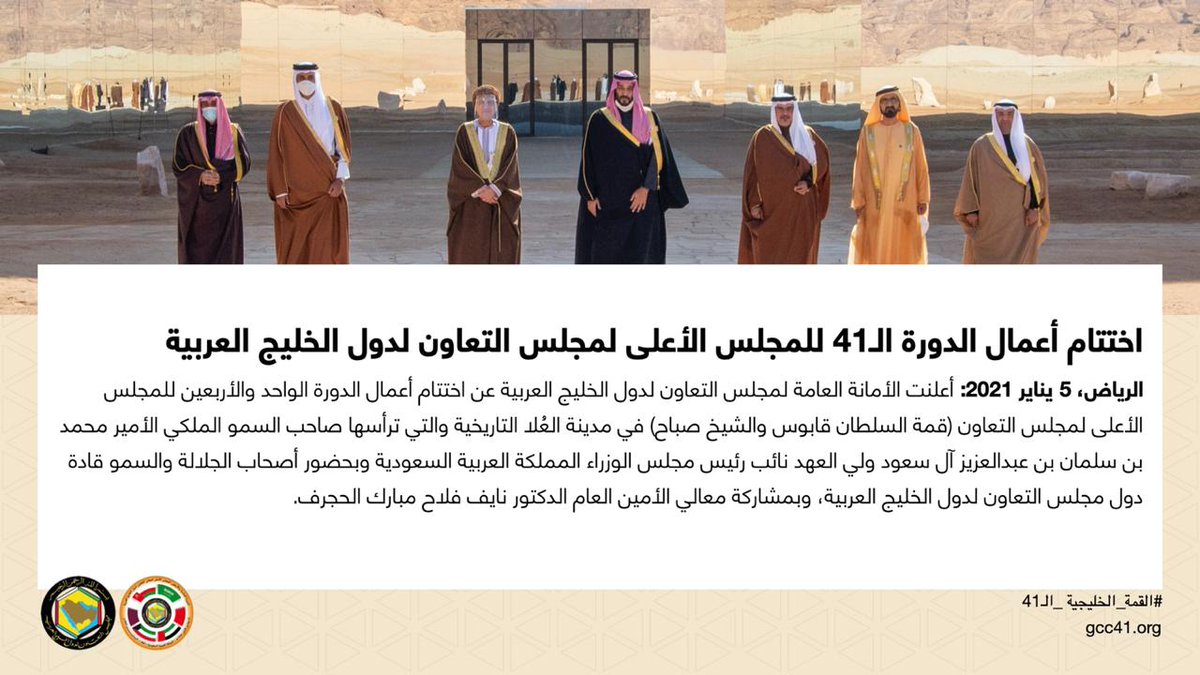 اختتام أعمال الدورة الـ41 للمجلس الأعلى لمجلس التعاون لدول الخليج العربية
الرياض، 5 يناير 2021: أعلنت الأمانة العامة لمجلس التعاون لدول الخليج العربية عن اختتام أعمال الدورة الواحد والأربعين للمجلس
الأعلى لمجلس التعاون (قمة السلطان قابوس والشيخ صباح) في مدينة العُلا التاريخية والتي ترأسها صاحب السمو الملكي الأمير محمد
بن سلمان بن عبدالعزيز آل سعود ولي العهد نائب رئيس مجلس الوزراء المملكة العربية السعودية وبحضور أصحاب الجلالة والسمو قادة
دول مجلس التعاون لدول الخليج العربية، وبمشاركة معالي الأمين العام الدكتور نايف فلاح مبارك الحجرف.
#القمة_الخليجية _الـ41
gcc41.org